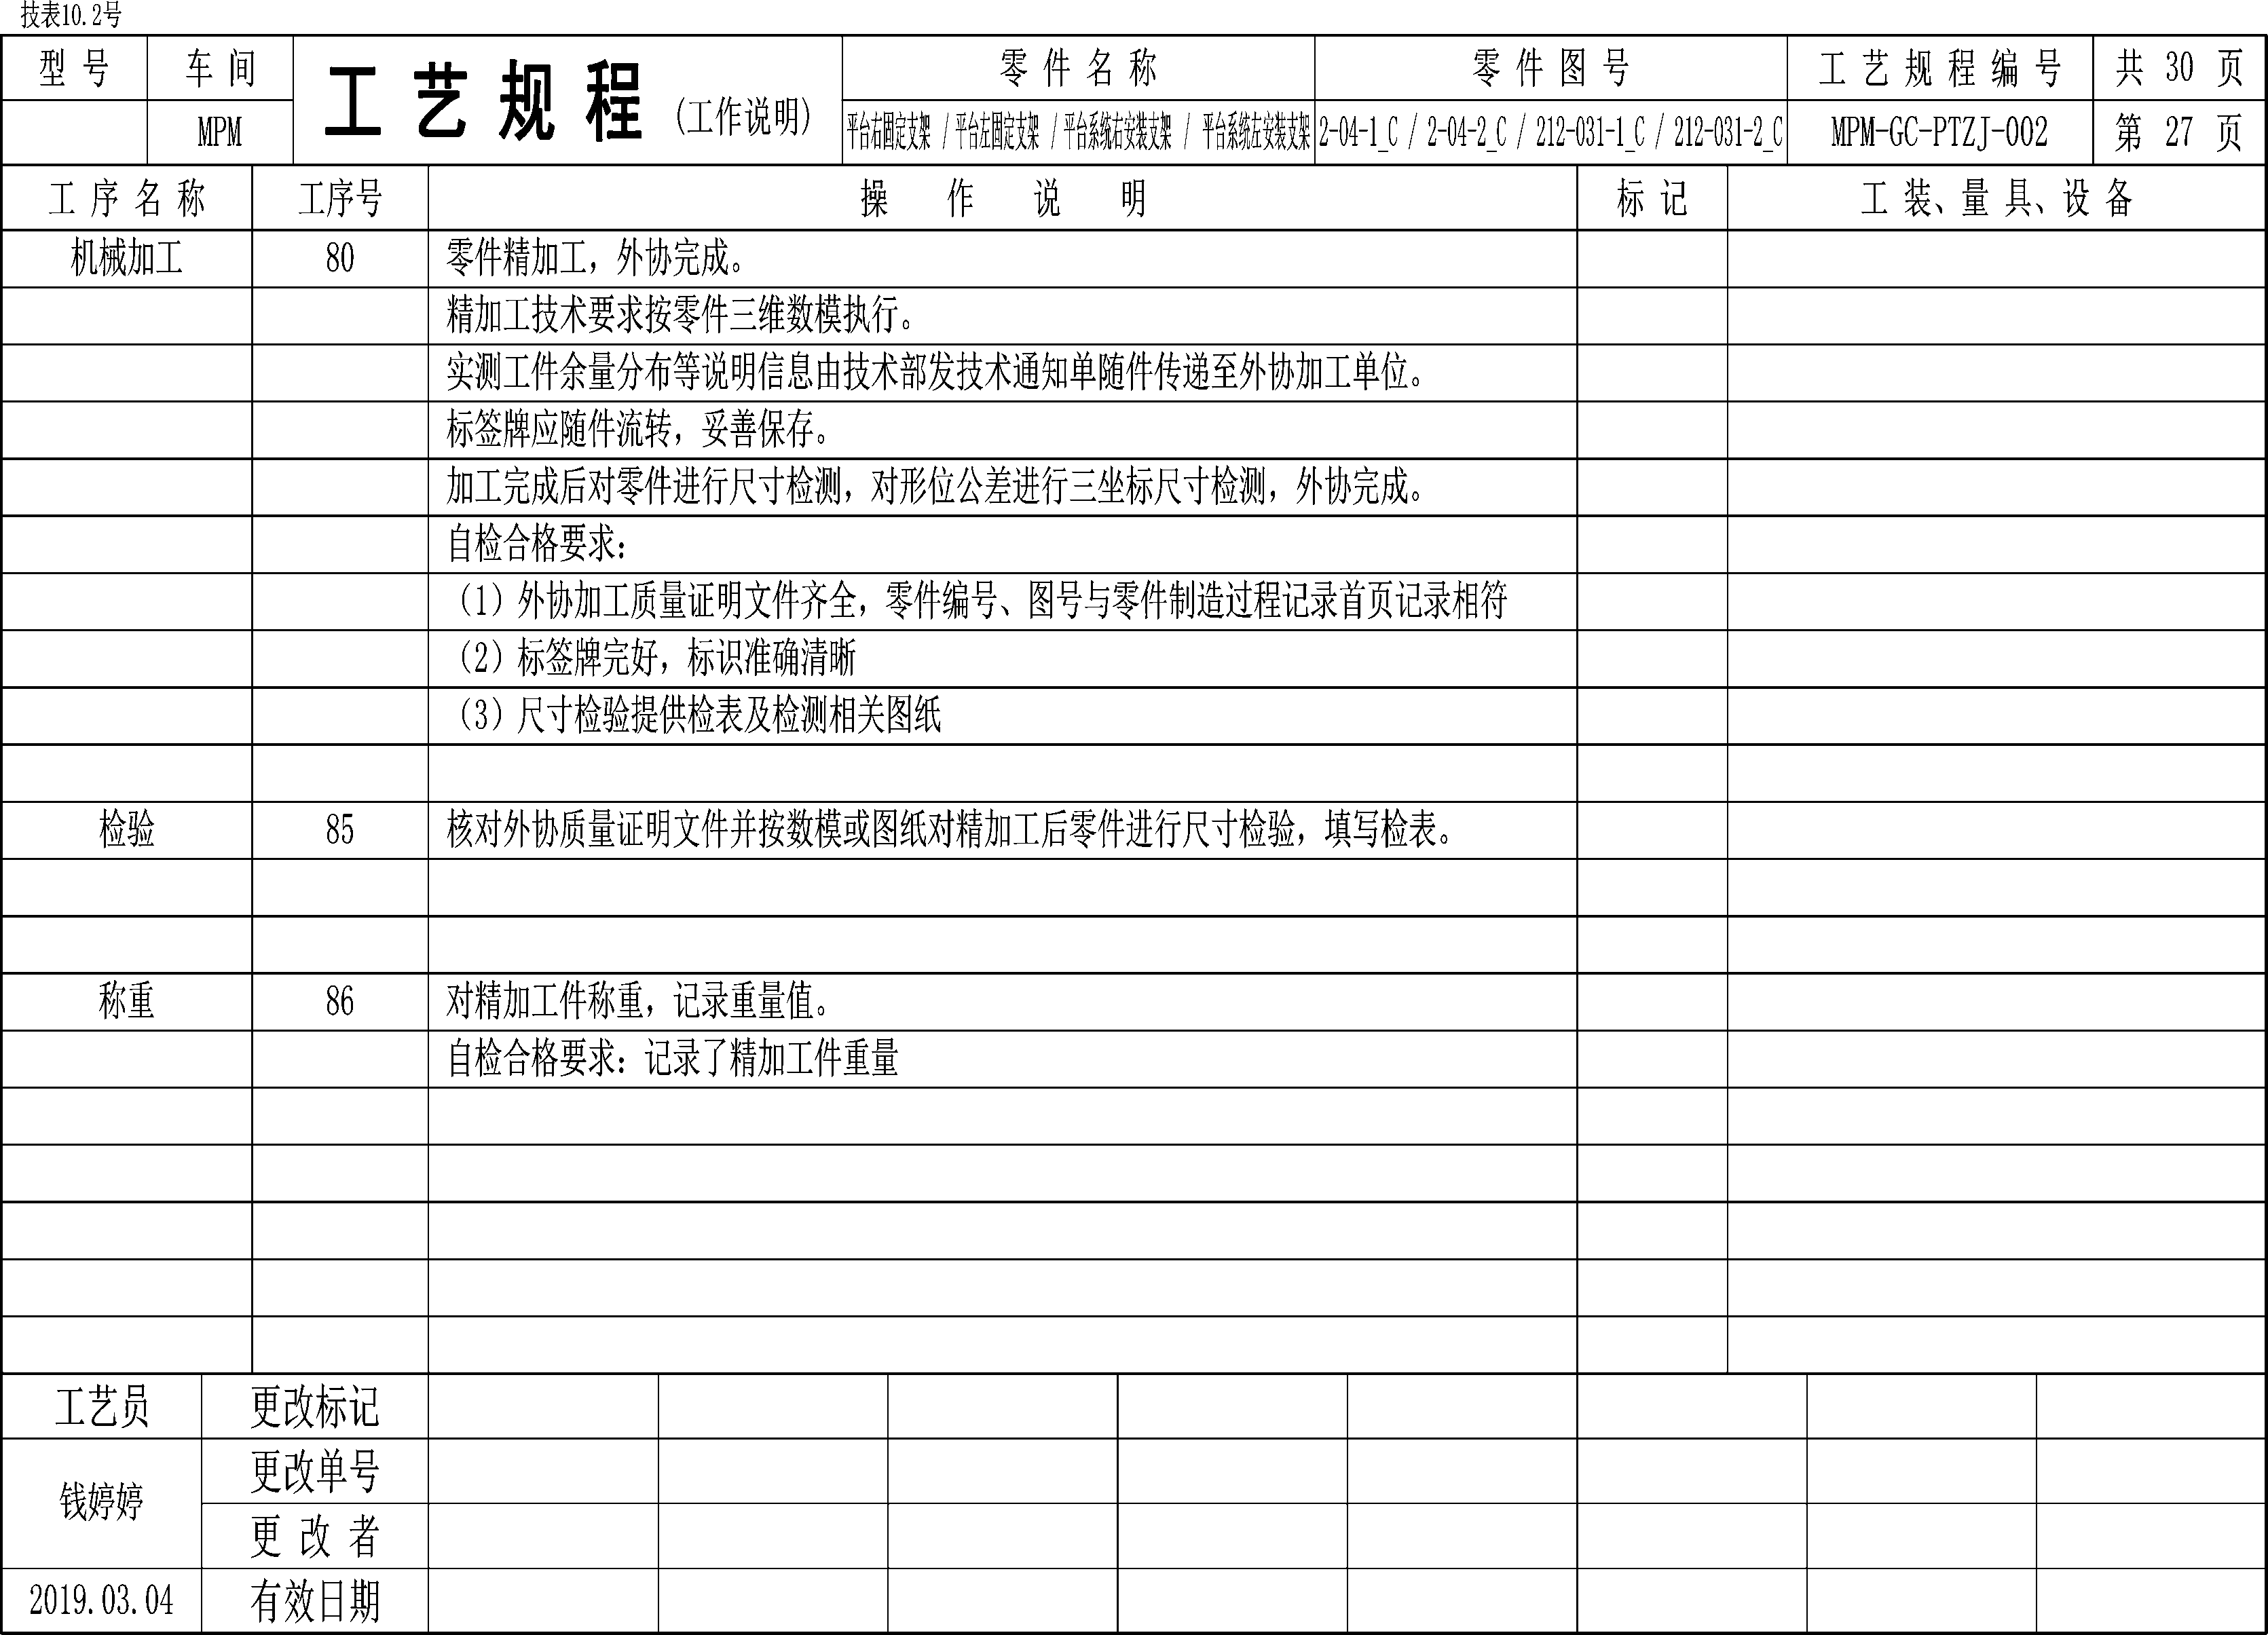 技表10.2号
型 号 车 间 工 艺 规 程 (工作说明) 零 件 名 称 零 件 图 号 工 艺 规 程 编 号 共 30 页
MPM 平台右固定支架 / 平台左固定支架 / 平台系统右安装支架 / 平台系统左安装支架 2-04-1_C / 2-04-2_C / 212-031-1_C / 212-031-2_C MPM-GC-PTZJ-002 第 27 页
工 序 名 称 工序号 操 作 说 明 标 记 工 装、量 具、设 备
机械加工 80 零件精加工，外协完成。
精加工技术要求按零件三维数模执行。
实测工件余量分布等说明信息由技术部发技术通知单随件传递至外协加工单位。
标签牌应随件流转，妥善保存。
加工完成后对零件进行尺寸检测，对形位公差进行三坐标尺寸检测，外协完成。
自检合格要求：
（1）外协加工质量证明文件齐全，零件编号、图号与零件制造过程记录首页记录相符
（2）标签牌完好，标识准确清晰
（3）尺寸检验提供检表及检测相关图纸
检验 85 核对外协质量证明文件并按数模或图纸对精加工后零件进行尺寸检验，填写检表。
称重 86 对精加工件称重，记录重量值。
自检合格要求：记录了精加工件重量
工艺员 更改标记
钱婷婷 更改单号
更 改 者
2019.03.04 有效日期